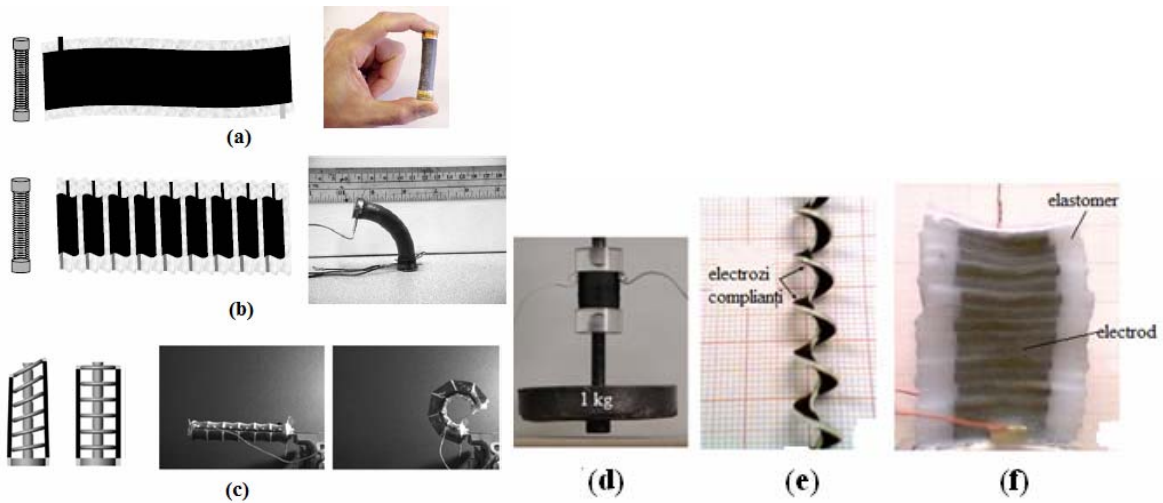 (a)
(b)
(c)
1 kg
(d)
electrozi
complianți
(e)
elastomer
electrod
(f)